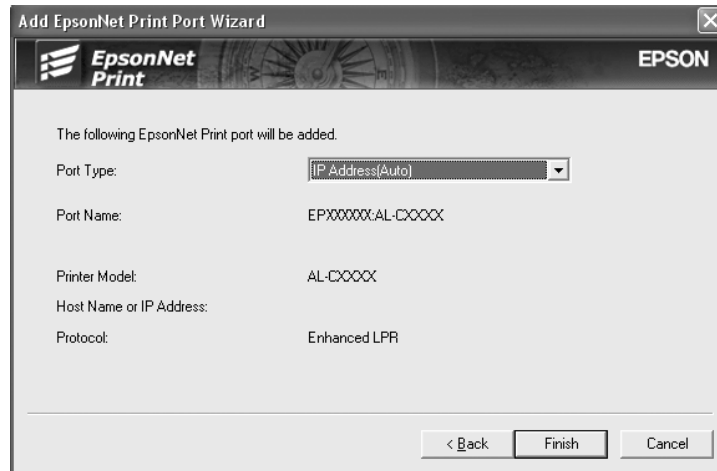 Add EpsonNet Print Port Wizard
EpsonNet
Print
EPSON
The following EpsonNet Print port will be added.
Port Type: IP Address(Auto)
Port Name: EPXXXXXX:AL-CXXXX
Printer Model: AL-CXXXX
Host Name or IP Address:
Protocol: Enhanced LPR
< Back Finish Cancel